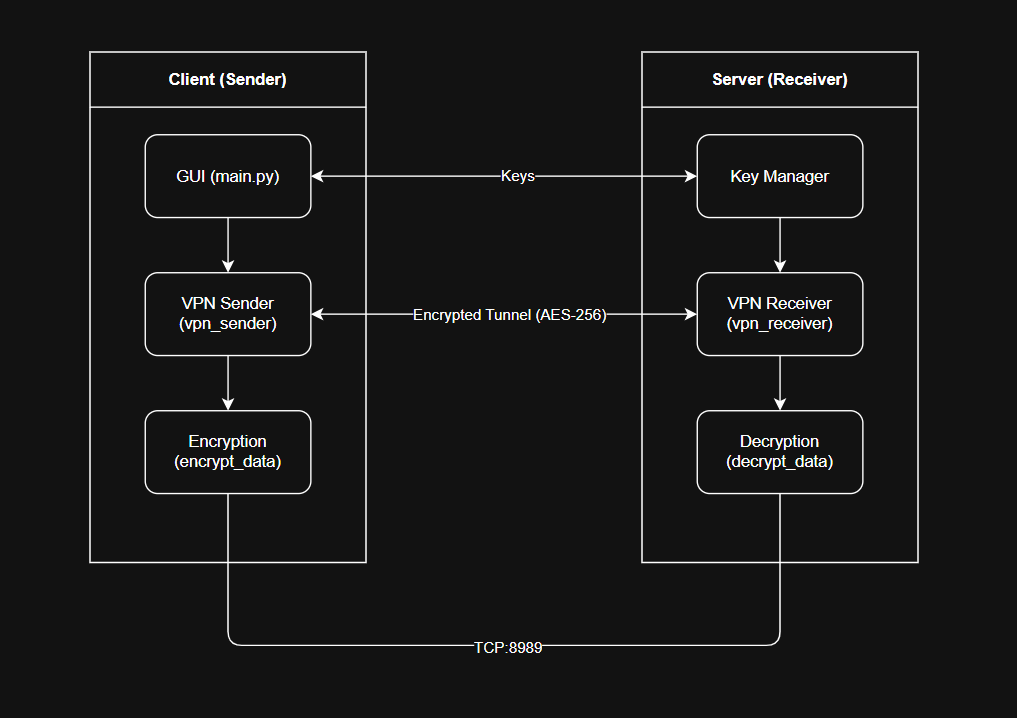 Client (Sender)
Server (Receiver)
GUI (main.py)
Keys
Key Manager
VPN Sender
(vpn_sender)
Encrypted Tunnel (AES-256)
VPN Receiver
(vpn_receiver)
Encryption
(encrypt_data)
Decryption
(decrypt_data)
TCP:8989